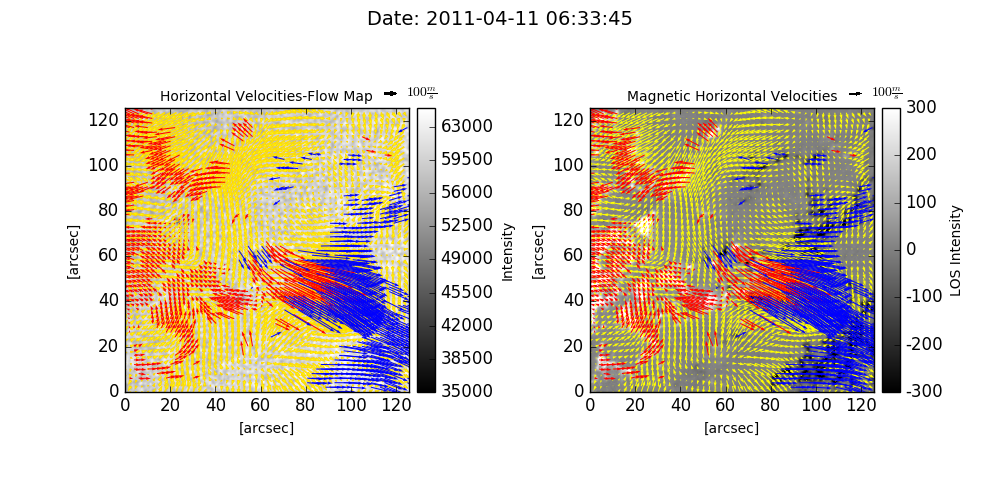 Date: 2011-04-11 06:33:45
Horizontal Velocities-Flow Map
100 m/s
120
100
80
60
40
20
0
[arcsec]
0 20 40 60 80 100 120
[arcsec]
63000
59500
56000
52500
49000
45500
42000
38500
35000
Intensity
Magnetic Horizontal Velocities
100 m/s
120
100
80
60
40
20
0
[arcsec]
0 20 40 60 80 100 120
[arcsec]
300
200
100
0
-100
-200
-300
LOS Intensity